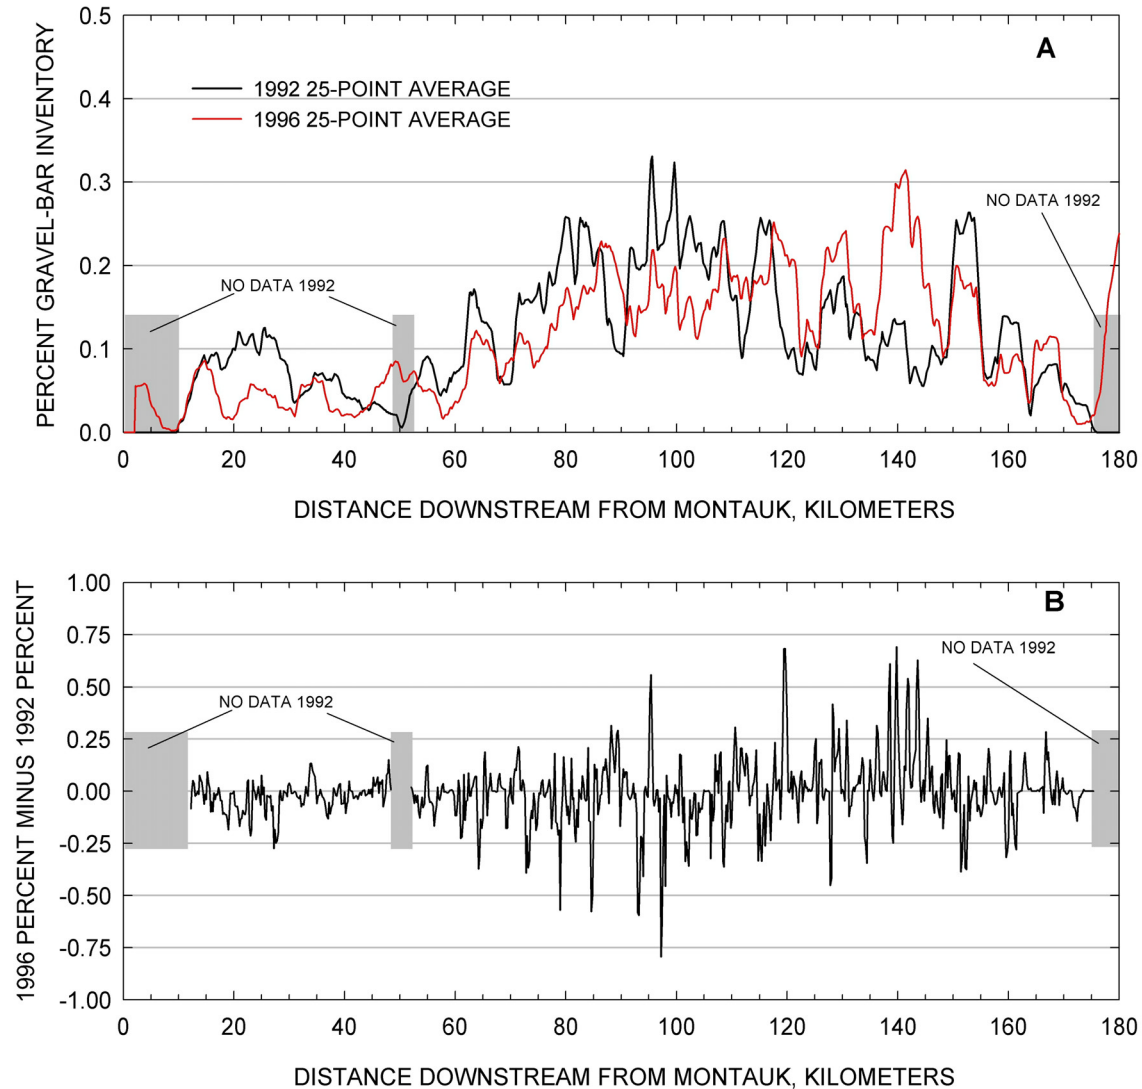 0.5
0.4
0.3
0.2
0.1
0.0
PERCENT GRAVEL-BAR INVENTORY
A
1992 25-POINT AVERAGE
1996 25-POINT AVERAGE
NO DATA 1992
NO DATA 1992
0 20 40 60 80 100 120 140 160 180
DISTANCE DOWNSTREAM FROM MONTAUK, KILOMETERS
1.00
0.75
0.50
0.25
0.00
-0.25
-0.50
-0.75
-1.00
1996 PERCENT MINUS 1992 PERCENT
B
NO DATA 1992
NO DATA 1992
0 20 40 60 80 100 120 140 160 180
DISTANCE DOWNSTREAM FROM MONTAUK, KILOMETERS